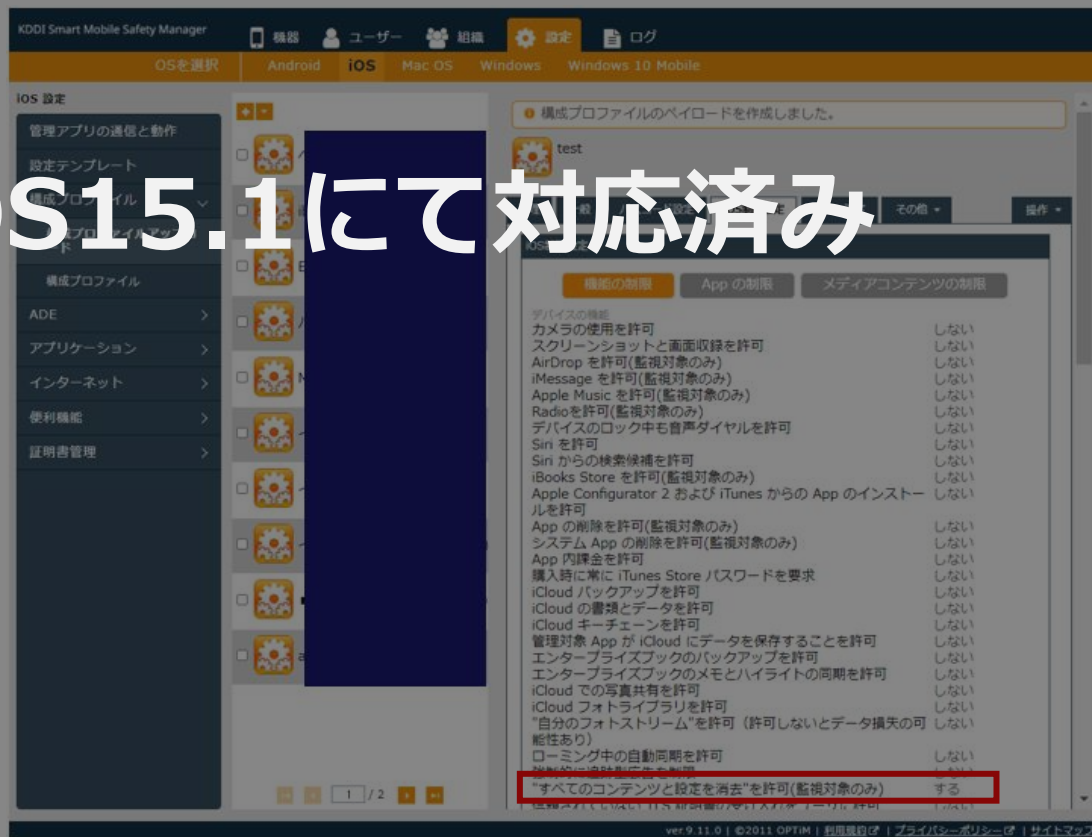 KDDI Smart Mobile Safety Manager
機器 ユーザー 組織 設定 ログ
OSを選択 Android iOS Mac OS Windows Windows 10 Mobile
iOS 設定
管理アプリの通信と動作
設定テンプレート
構成プロファイル
構成プロファイルアップロード
構成プロファイル
ADE
アプリケーション
インターネット
便利機能
証明書管理
1 / 2
構成プロファイルのペイロードを作成しました。
test
OS15.1にて対応済み
その他 操作
機能の制限 App の制限 メディアコンテンツの制限
デバイスの機能
カメラの使用を許可 しない
スクリーンショットと画面収録を許可 しない
AirDrop を許可(監視対象のみ) しない
iMessage を許可(監視対象のみ) しない
Apple Music を許可(監視対象のみ) しない
Radioを許可(監視対象のみ) しない
デバイスのロック中も音声ダイヤルを許可 しない
Siri を許可 しない
Siri からの検索候補を許可 しない
iBooks Store を許可(監視対象のみ) しない
Apple Configurator 2 および iTunes からの App のインストー しない
ルを許可
App の削除を許可(監視対象のみ) しない
システム App の削除を許可(監視対象のみ) しない
App 内課金を許可 しない
購入時に常に iTunes Store パスワードを要求 しない
iCloud バックアップを許可 しない
iCloud の書類とデータを許可 しない
iCloud キーチェーンを許可 しない
管理対象 App が iCloud にデータを保存することを許可 しない
エンタープライズブックのバックアップを許可 しない
エンタープライズブックのメモとハイライトの同期を許可 しない
iCloud での写真共有を許可 しない
iCloud フォトライブラリを許可 しない
"自分のフォトストリーム"を許可（許可しないとデータ損失の可 しない
能性あり）
ローミング中の自動同期を許可 しない
"すべてのコンテンツと設定を消去"を許可(監視対象のみ) する
ver.9.11.0 | ©2011 OPTiM | 利用規約 | プライバシーポリシー | サイトマップ